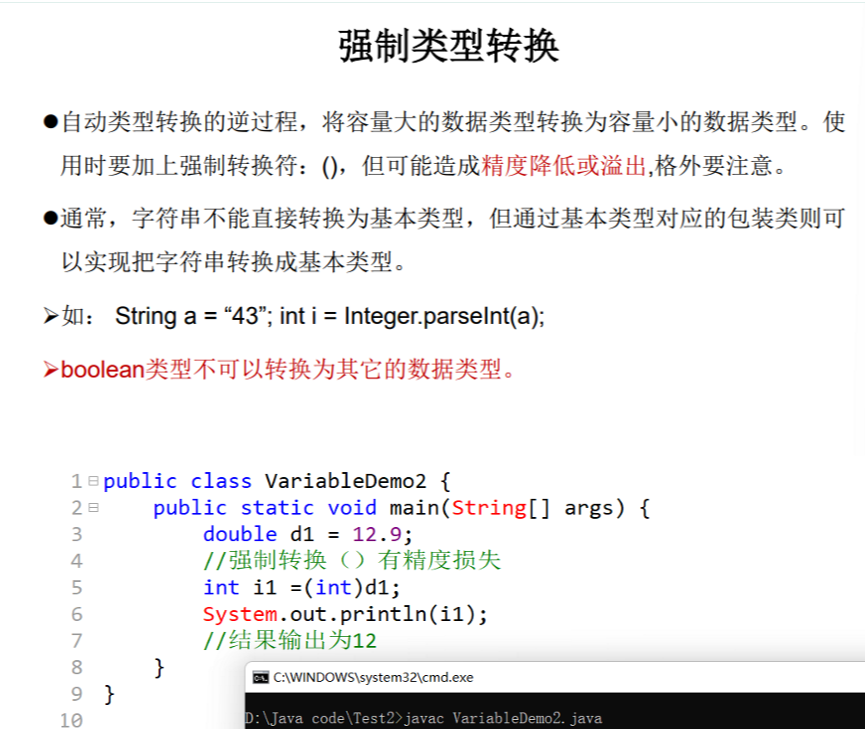 强制类型转换
●自动类型转换的逆过程，将容量大的数据类型转换为容量小的数据类型。使
用时要加上强制转换符：()，但可能造成精度降低或溢出,格外要注意。
●通常，字符串不能直接转换为基本类型，但通过基本类型对应的包装类则可
以实现把字符串转换成基本类型。
➢如： String a = “43”; int i = Integer.parseInt(a);
➢boolean类型不可以转换为其它的数据类型。
1 public class VariableDemo2 {
2 public static void main(String[] args) {
3 double d1 = 12.9;
4 //强制转换（）有精度损失
5 int i1 =(int)d1;
6 System.out.println(i1);
7 //结果输出为12
8 }
9 }
10
C:\WINDOWS\system32\cmd.exe
D:\Java code\Test2>javac VariableDemo2.java